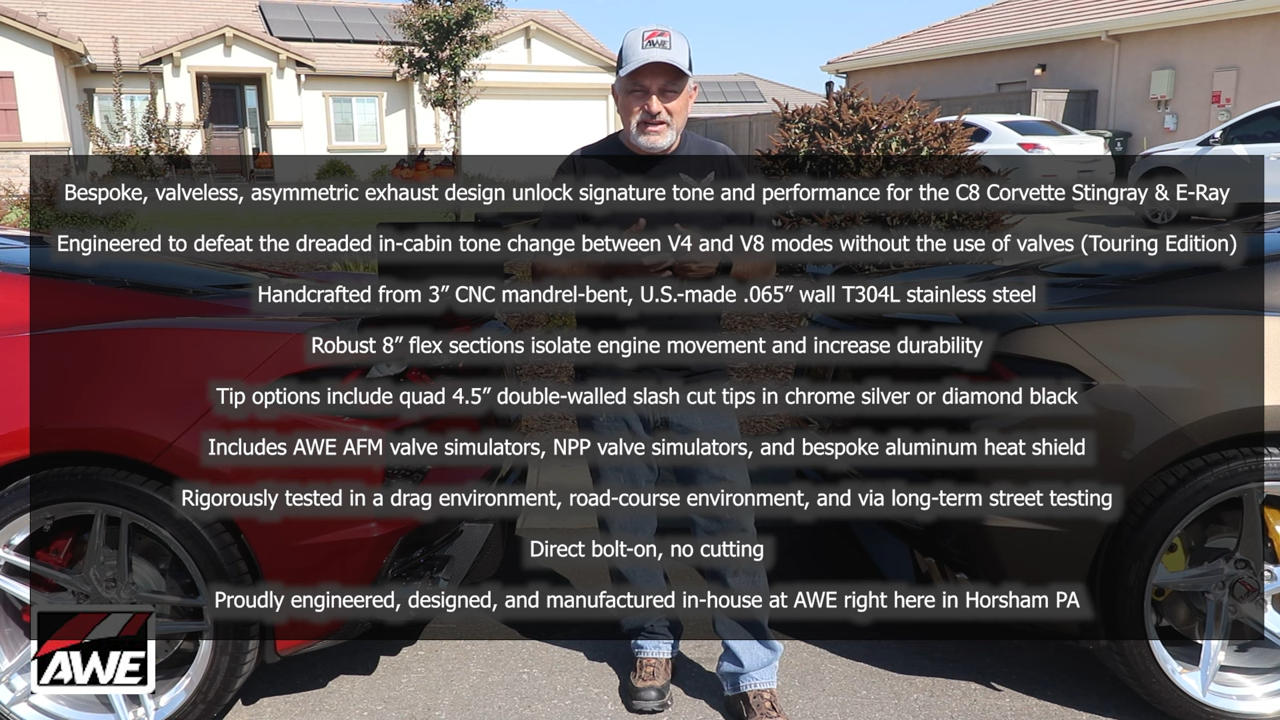 AWE
Bespoke, valveless, asymmetric exhaust design unlock signature tone and performance for the C8 Corvette Stingray & E-Ray
Engineered to defeat the dreaded in-cabin tone change between V4 and V8 modes without the use of valves (Touring Edition)
Handcrafted from 3” CNC mandrel-bent, U.S.-made .065” wall T304L stainless steel
Robust 8” flex sections isolate engine movement and increase durability
Tip options include quad 4.5” double-walled slash cut tips in chrome silver or diamond black
Includes AWE AFM valve simulators, NPP valve simulators, and bespoke aluminum heat shield
Rigorously tested in a drag environment, road-course environment, and via long-term street testing
Direct bolt-on, no cutting
Proudly engineered, designed, and manufactured in-house at AWE right here in Horsham PA
AWE